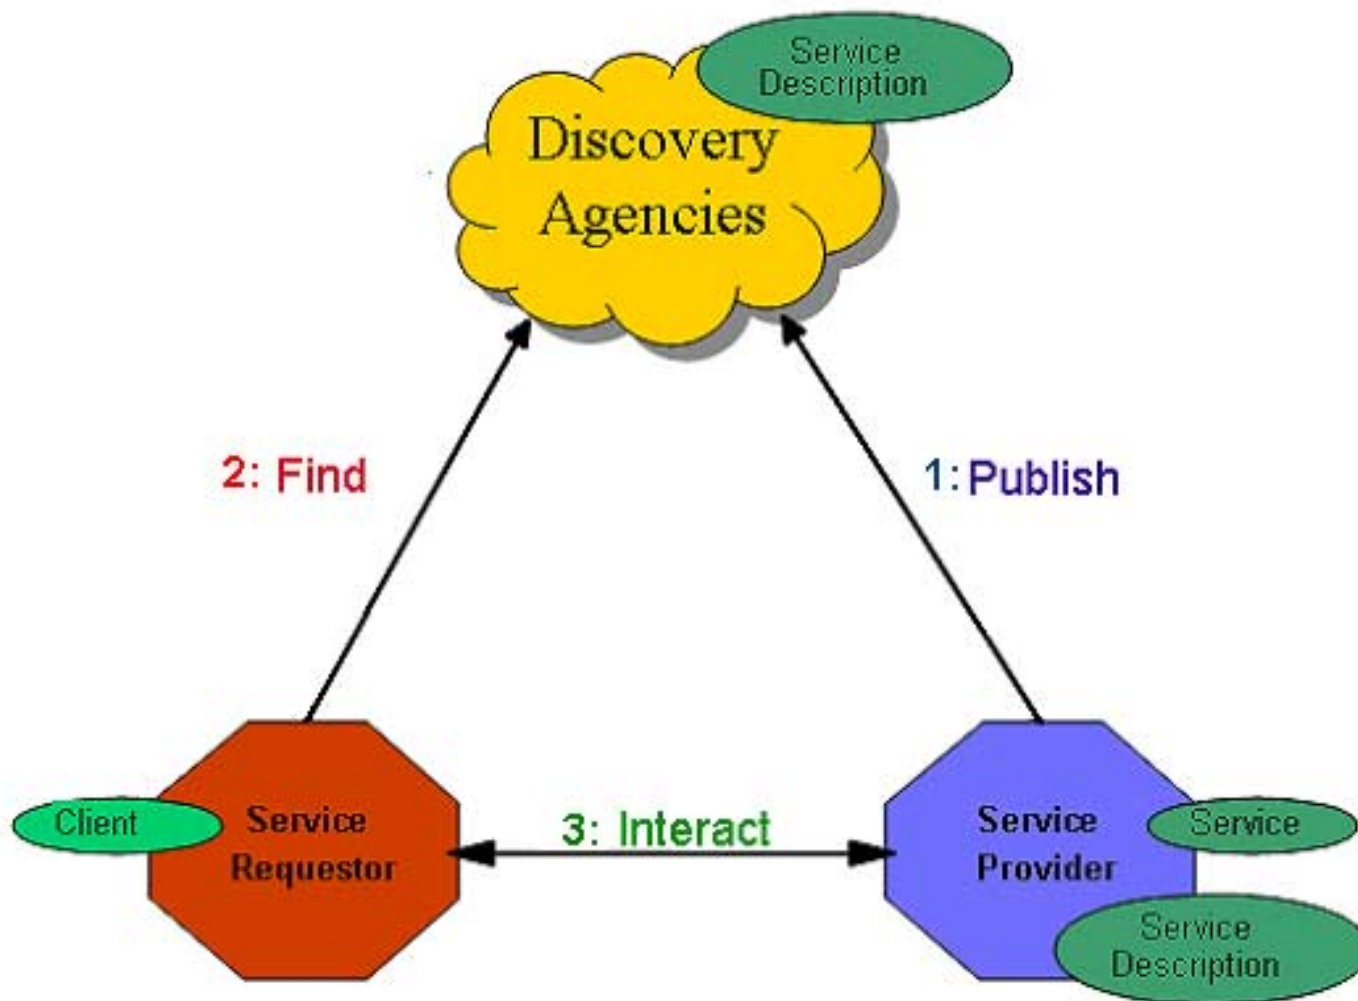 Service
Description
Discovery
Agencies
2: Find
1: Publish
Client
Service
Requestor
3: Interact
Service
Provider
Service
Service
Description